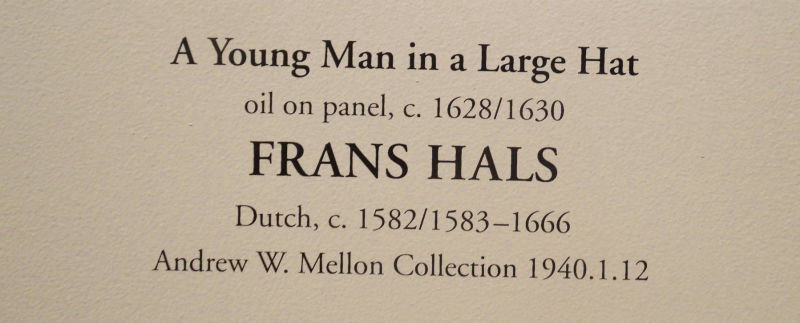 A Young Man in a Large Hat
oil on panel, c. 1628/1630
FRANS HALS
Dutch, c. 1582/1583–1666
Andrew W. Mellon Collection 1940.1.12